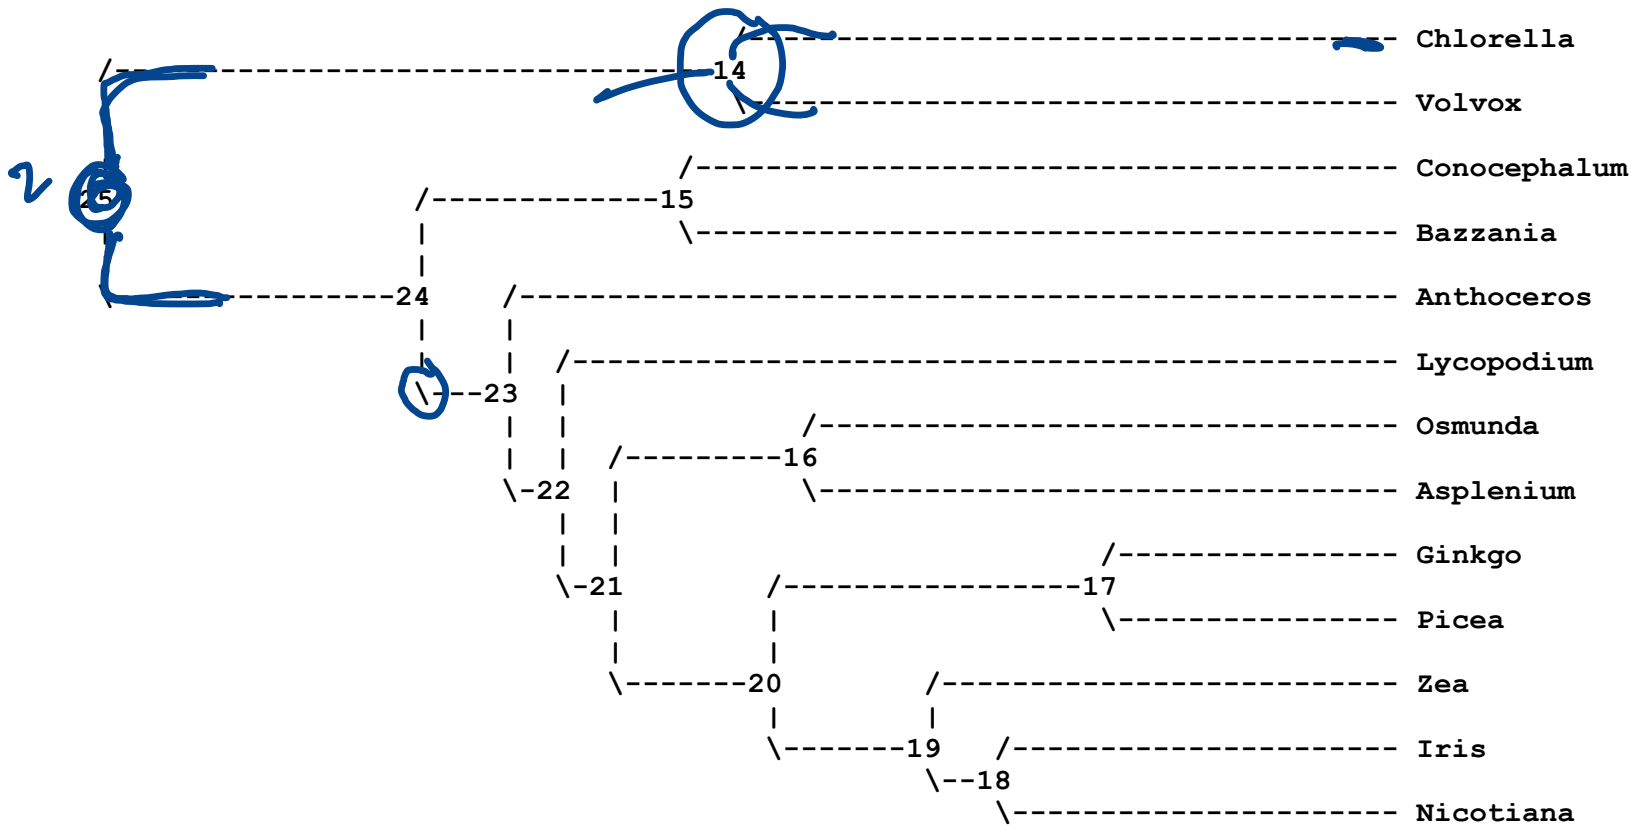 Chlorella
14
Volvox
Conocephalum
2 25 15
Bazzania
24 Anthoceros
Lycopodium
23
Osmunda
16
22 Asplenium
Ginkgo
21 17
Picea
20 Zea
19 Iris
18
Nicotiana